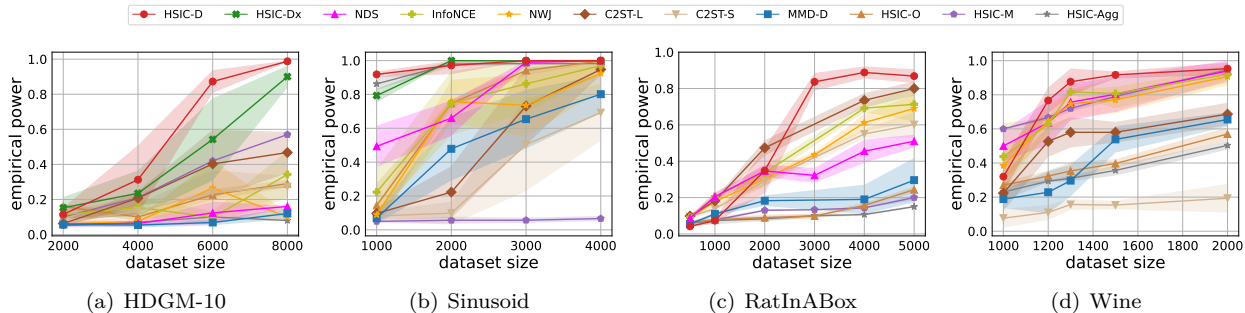 HSIC-D HSIC-Dx NDS InfoNCE NWJ C2ST-L C2ST-S MMD-D HSIC-O HSIC-M HSIC-Agg
empirical power
1.0
0.8
0.6
0.4
0.2
0.0
2000 4000 6000 8000
dataset size
(a) HDGM-10
empirical power
1.0
0.8
0.6
0.4
0.2
0.0
1000 2000 3000 4000
dataset size
(b) Sinusoid
empirical power
1.0
0.8
0.6
0.4
0.2
0.0
1000 2000 3000 4000 5000
dataset size
(c) RatInABox
empirical power
1.0
0.8
0.6
0.4
0.2
0.0
1000 1200 1400 1600 1800 2000
dataset size
(d) Wine